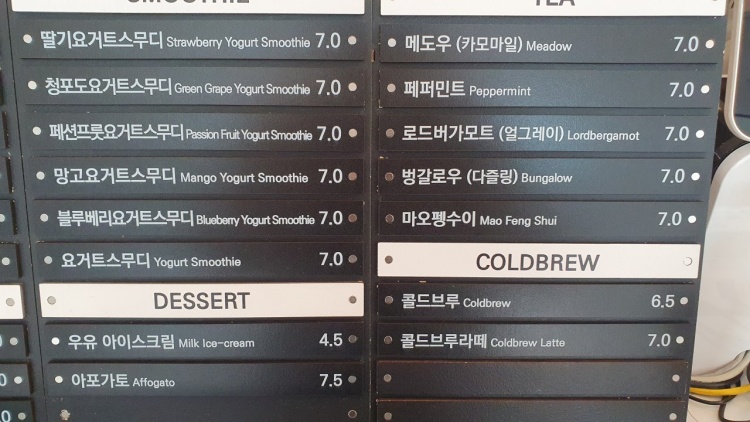 SMOOTHIE
딸기요거트스무디 Strawberry Yogurt Smoothie 7.0
청포도요거트스무디 Green Grape Yogurt Smoothie 7.0
패션프룻요거트스무디 Passion Fruit Yogurt Smoothie 7.0
망고요거트스무디 Mango Yogurt Smoothie 7.0
블루베리요거트스무디 Blueberry Yogurt Smoothie 7.0
요거트스무디 Yogurt Smoothie 7.0
DESSERT
우유 아이스크림 Milk Ice-cream 4.5
아포가토 Affogato 7.5
TEA
메도우 (카모마일) Meadow 7.0
페퍼민트 Peppermint 7.0
로드버가모트 (얼그레이) Lordbergamot 7.0
벙갈로우 (다즐링) Bungalow 7.0
마오펭수이 Mao Feng Shui 7.0
COLDBREW
콜드브루 Coldbrew 6.5
콜드브루라떼 Coldbrew Latte 7.0